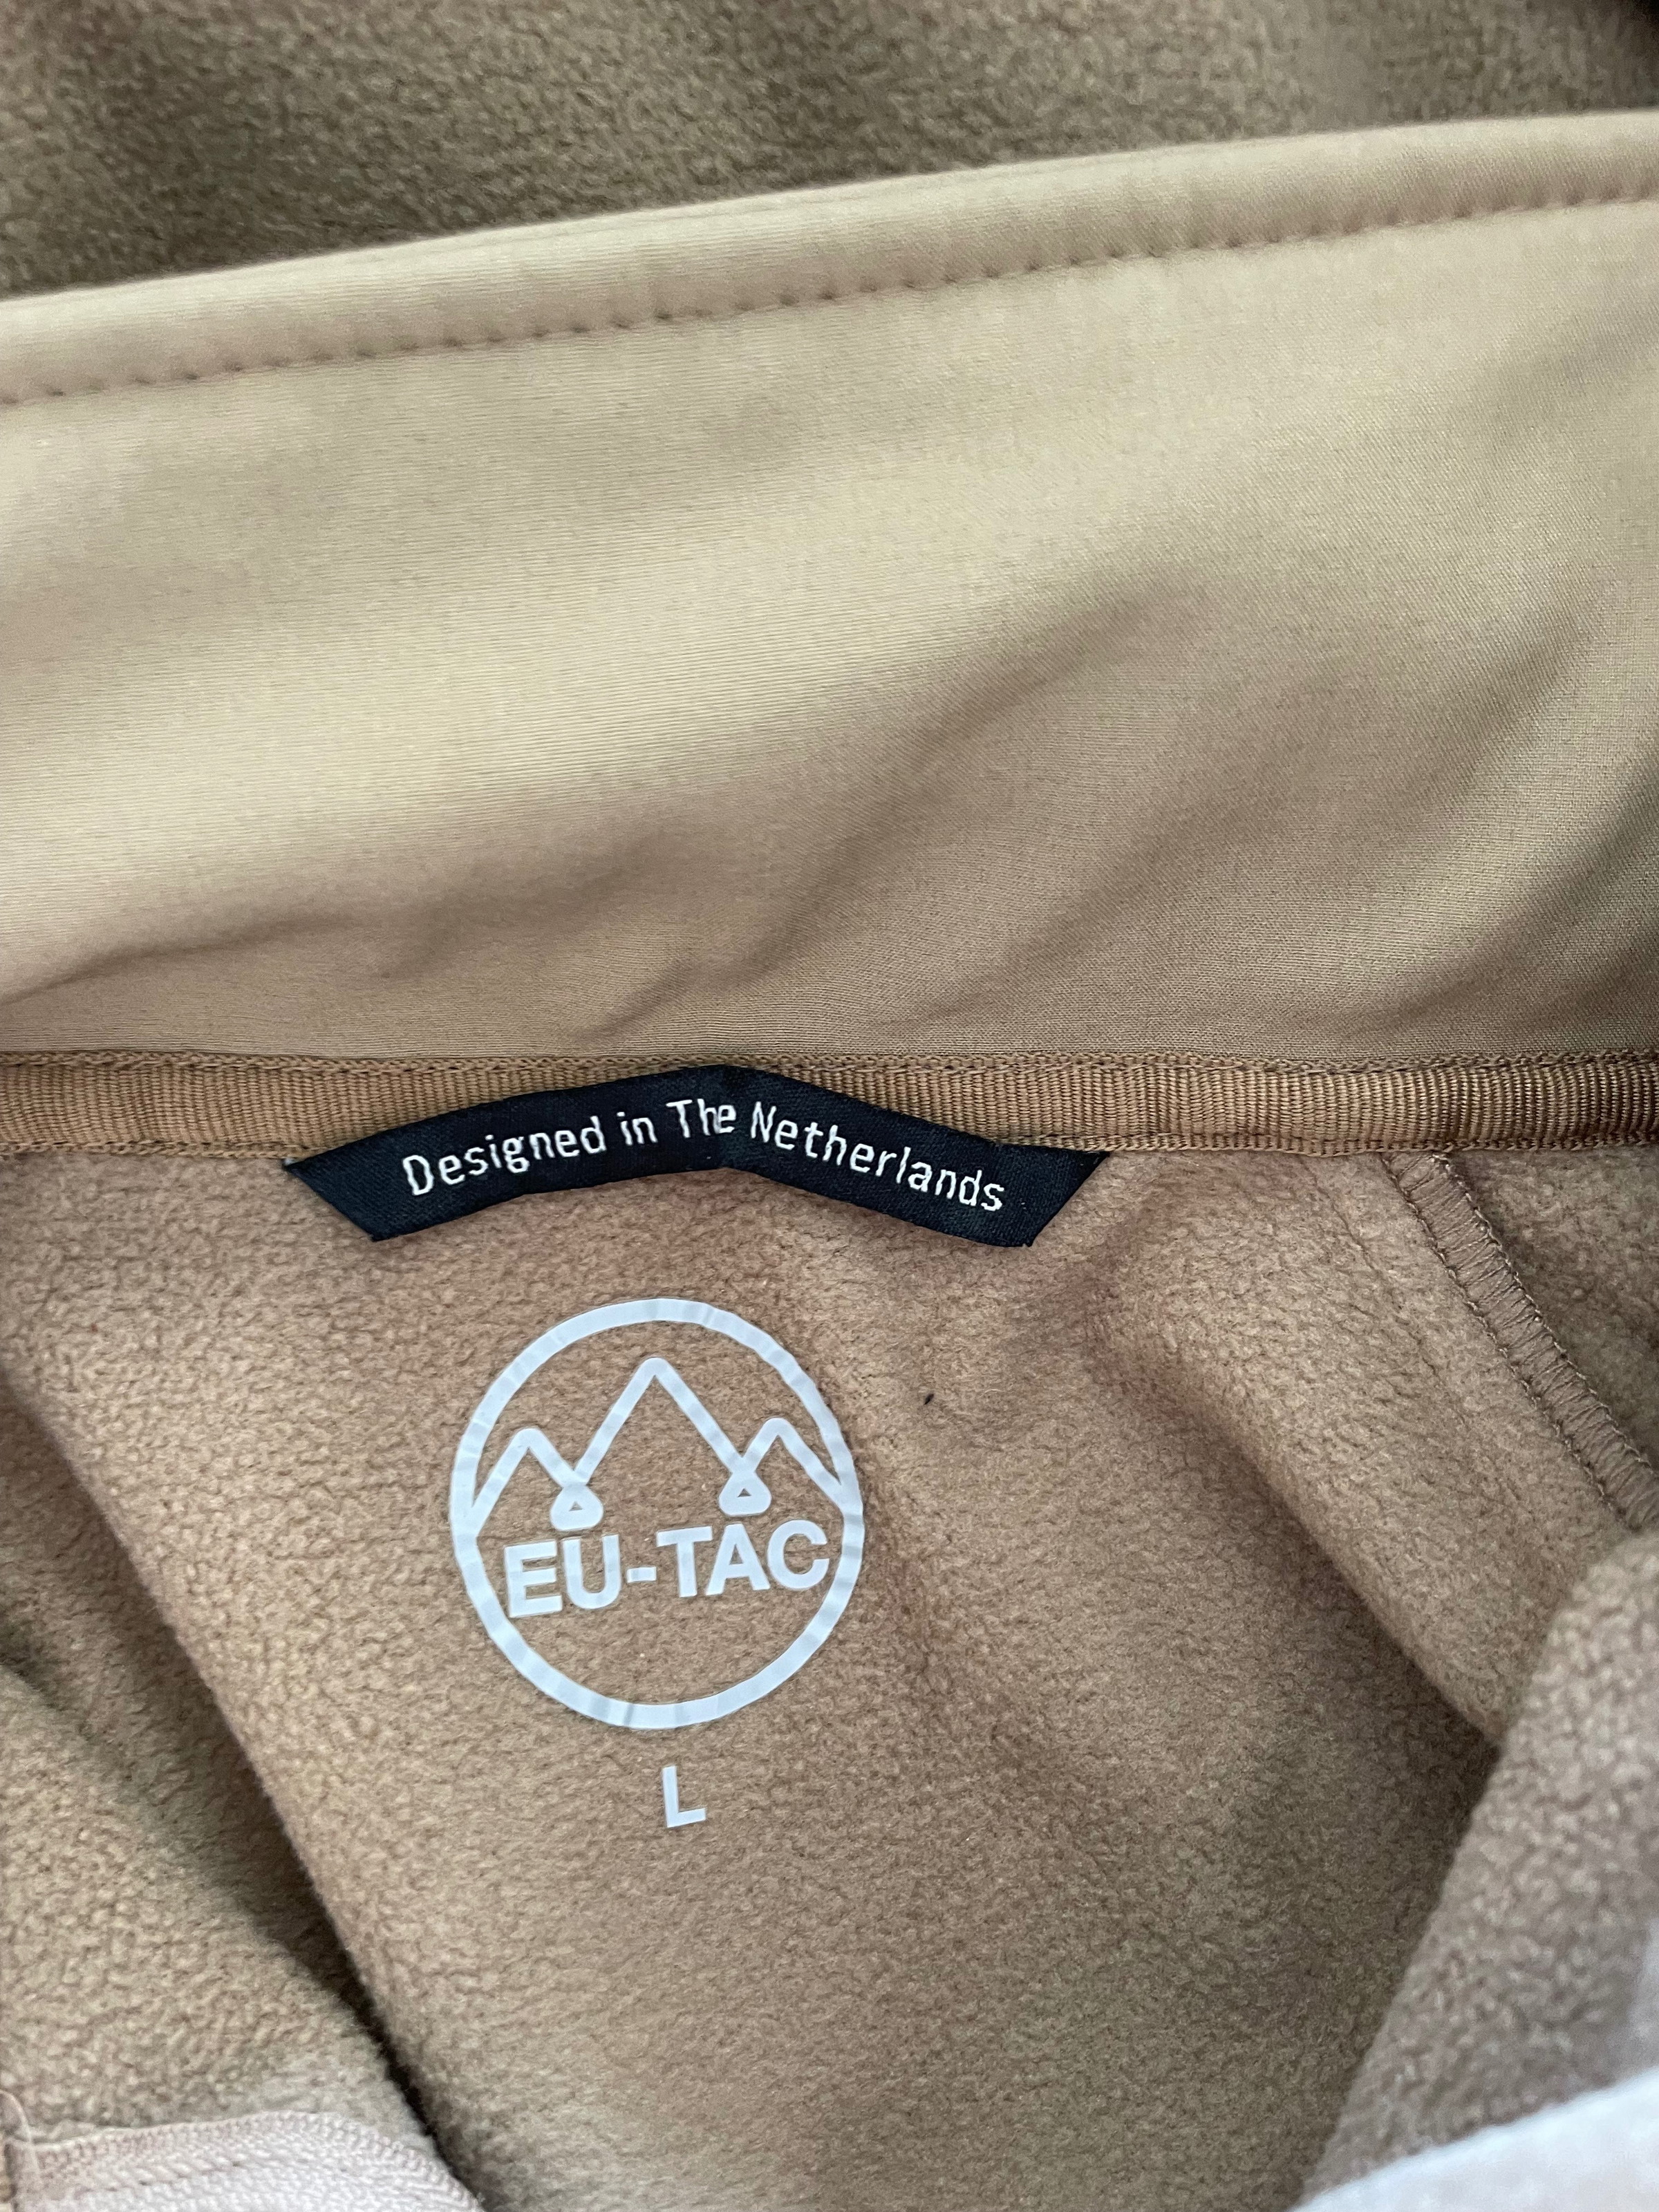 Designed in The Netherlands
EU-TAC
L